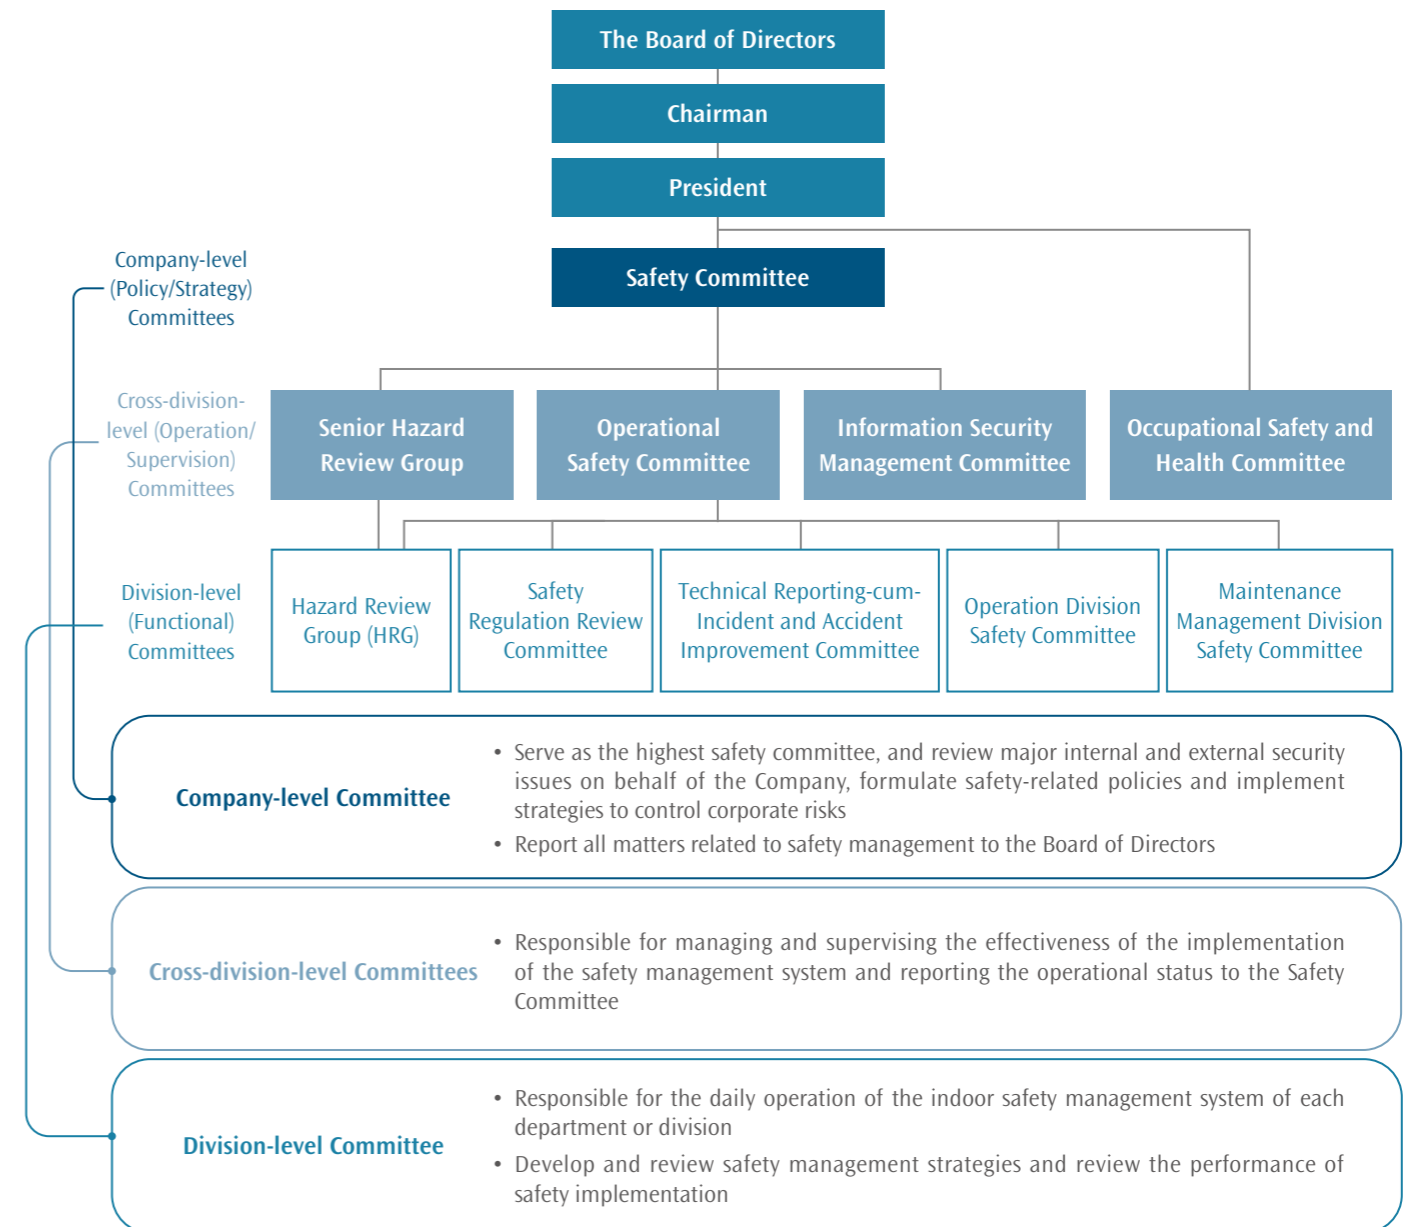 The Board of Directors
Chairman
President
Company-level
(Policy/Strategy)
Committees
Safety Committee
Cross-division-
level (Operation/
Supervision)
Committees
Senior Hazard
Review Group
Operational
Safety Committee
Information Security
Management Committee
Occupational Safety and
Health Committee
Division-level
(Functional)
Committees
Hazard Review
Group (HRG)
Safety
Regulation Review
Committee
Technical Reporting-cum-
Incident and Accident
Improvement Committee
Operation Division
Safety Committee
Maintenance
Management Division
Safety Committee
Company-level Committee
• Serve as the highest safety committee, and review major internal and external security
issues on behalf of the Company, formulate safety-related policies and implement
strategies to control corporate risks
• Report all matters related to safety management to the Board of Directors
Cross-division-level Committees
• Responsible for managing and supervising the effectiveness of the implementation
of the safety management system and reporting the operational status to the Safety
Committee
Division-level Committee
• Responsible for the daily operation of the indoor safety management system of each
department or division
• Develop and review safety management strategies and review the performance of
safety implementation